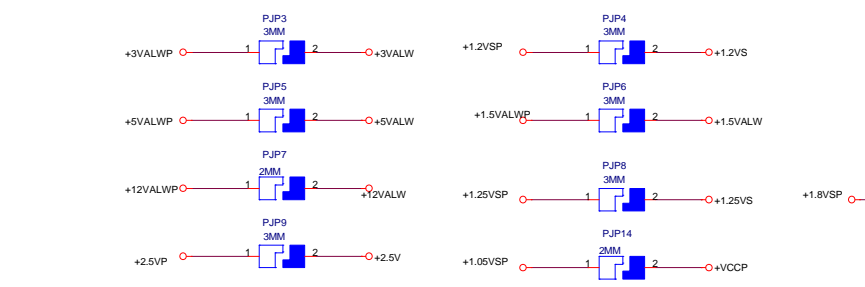 PJP3
3MM
+3VALWP 1 2 +3VALW
PJP5
3MM
+5VALWP 1 2 +5VALW
PJP7
2MM
+12VALWP 1 2 +12VALW
PJP9
3MM
+2.5VP 1 2 +2.5V
PJP4
3MM
+1.2VSP 1 2 +1.2VS
PJP6
3MM
+1.5VALWP 1 2 +1.5VALW
PJP8
3MM
+1.25VSP 1 2 +1.25VS
PJP14
2MM
+1.05VSP 1 2 +VCCP
+1.8VSP